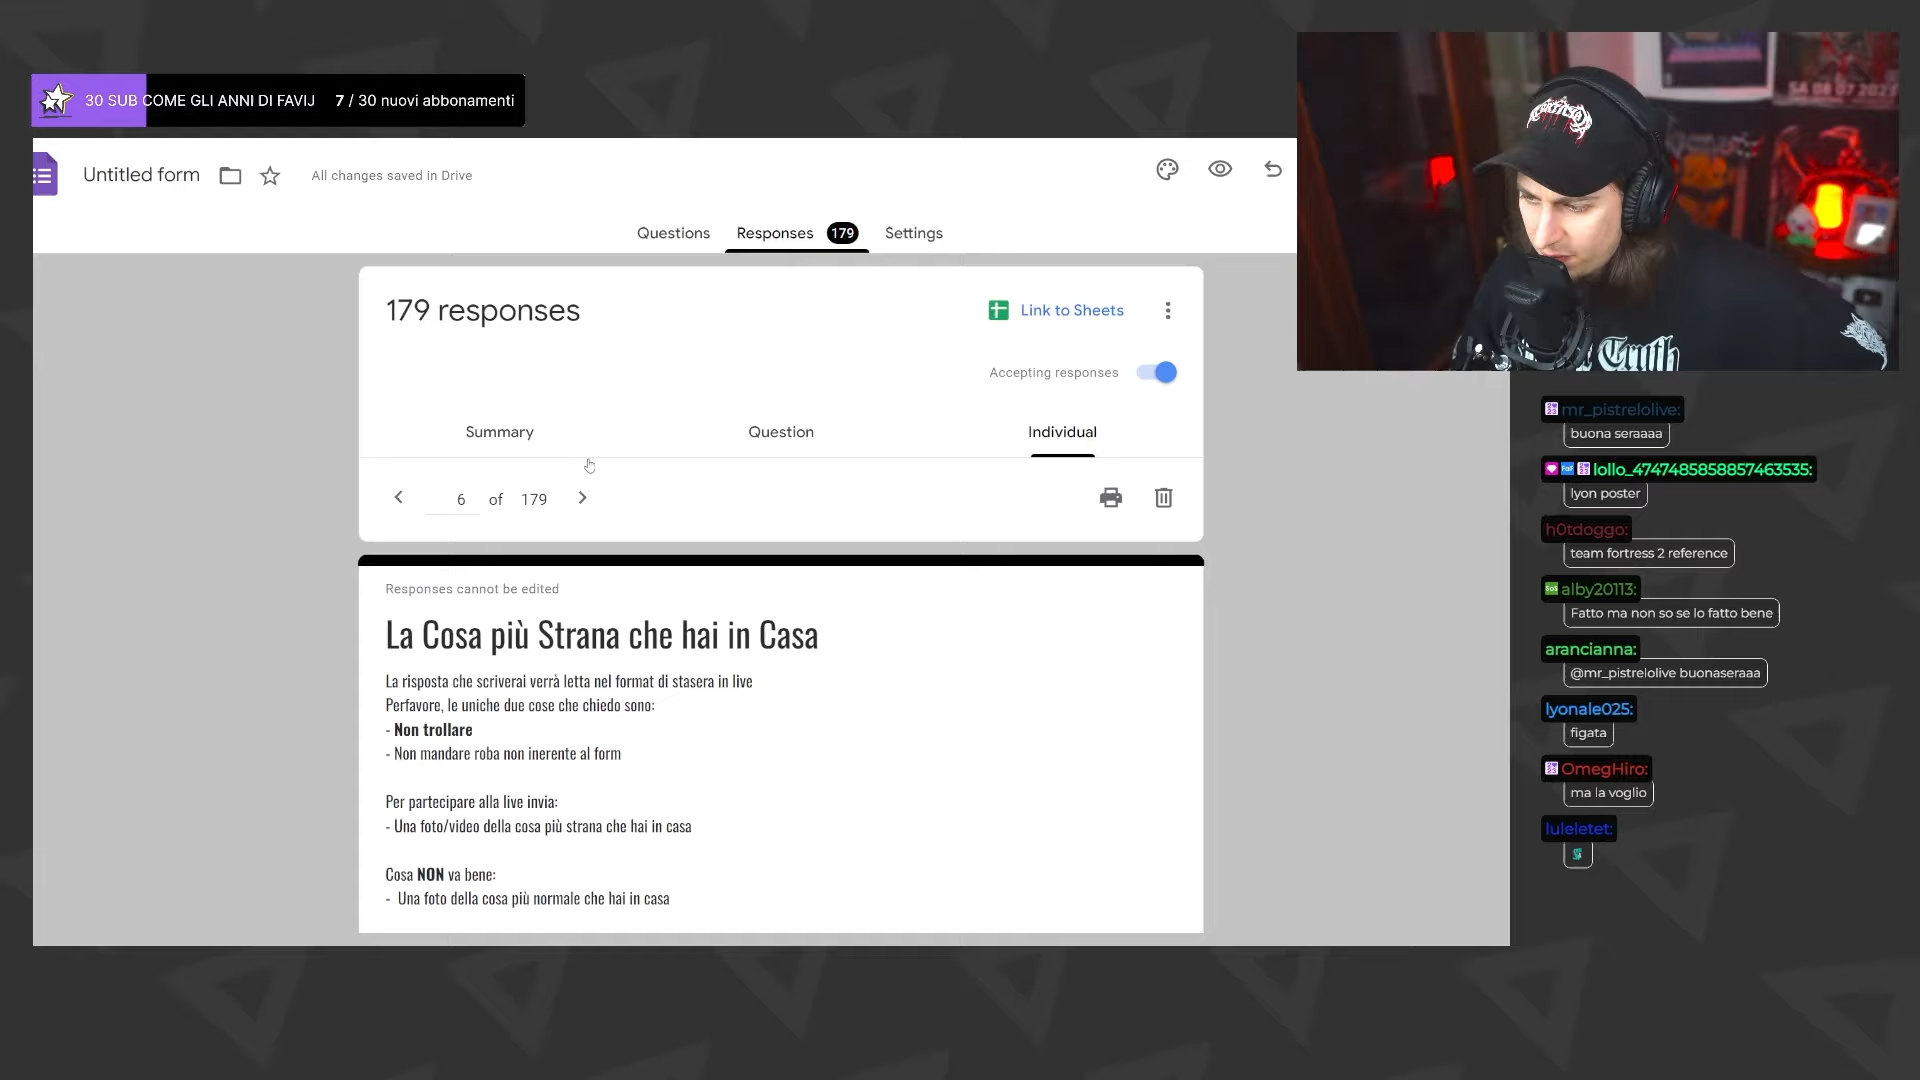 30 SUB COME GLI ANNI DI FAVIJ 7 / 30 nuovi abbonamenti
Untitled form
All changes saved in Drive
Questions Responses 179 Settings
179 responses
Link to Sheets
Accepting responses
Summary Question Individual
6 of 179
Responses cannot be edited
La Cosa più Strana che hai in Casa
La risposta che scriverai verrà letta nel format di stasera in live
Perfavore, le uniche due cose che chiedo sono:
- Non trollare
- Non mandare roba non inerente al form
Per partecipare alla live invia:
- Una foto/video della cosa più strana che hai in casa
Cosa NON va bene:
- Una foto della cosa più normale che hai in casa
mr_pistrelolive:
buona seraaaa
lollo_4747485858857463535:
lyon poster
h0tdoggo:
team fortress 2 reference
alby20113:
Fatto ma non so se lo fatto bene
arancianna:
@mr_pistrelolive buonaseraaa
lyonale025:
figata
OmegHiro:
ma la voglio
luleletet: